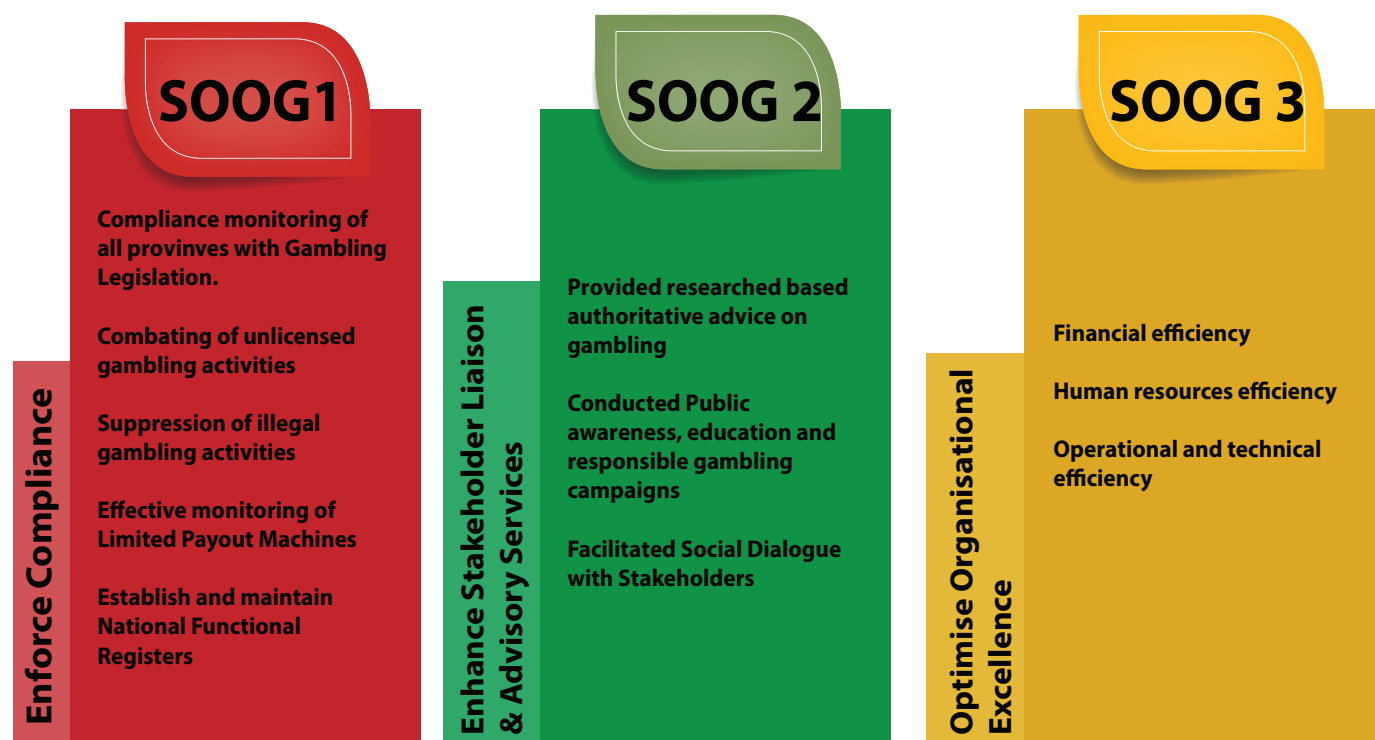 SOOG1
Enforce Compliance
Compliance monitoring of
all provinves with Gambling
Legislation.
Combating of unlicensed
gambling activities
Suppression of illegal
gambling activities
Effective monitoring of
Limited Payout Machines
Establish and maintain
National Functional
Registers
SOOG 2
Enhance Stakeholder Liaison
& Advisory Services
Provided researched based
authoritative advice on
gambling
Conducted Public
awareness, education and
responsible gambling
campaigns
Facilitated Social Dialogue
with Stakeholders
SOOG 3
Optimise Organisational
Excellence
Financial efficiency
Human resources efficiency
Operational and technical
efficiency